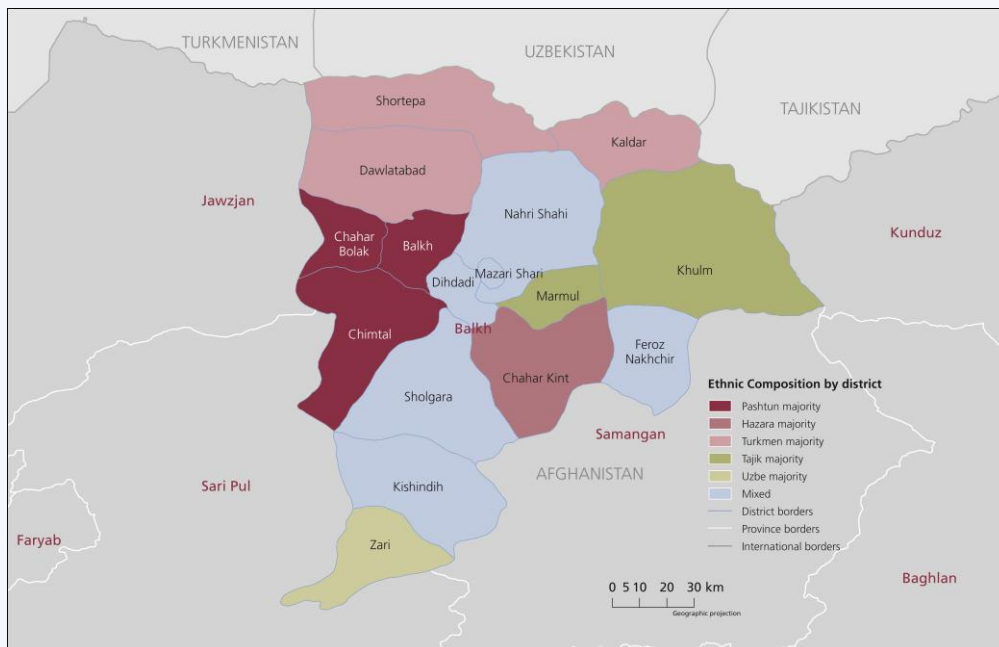 TURKMENISTAN
UZBEKISTAN
TAJIKISTAN
Shortepa
Kaldar
Dawlatabad
Jawzjan
Nahri Shahi
Kunduz
Chahar
Bolak
Balkh
Khulm
Mazari Shari
Dihdadi
Marmul
Chimtal
Balkh
Feroz
Nakhchir
Chahar Kint
Sholgara
Samangan
AFGHANISTAN
Sari Pul
Kishindih
Faryab
Zari
Baghlan
Ethnic Composition by district
Pashtun majority
Hazara majority
Turkmen majority
Tajik majority
Uzbe majority
Mixed
District borders
Province borders
International borders
0 5 10 20 30 km
Geographic projection